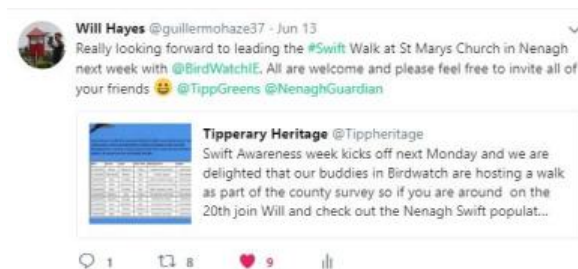 Will Hayes @guillermohaze37 · Jun 13
Really looking forward to leading the #Swift Walk at St Marys Church in Nenagh
next week with @BirdWatchIE. All are welcome and please feel free to invite all of
your friends 😀 @TippGreens @NenaghGuardian
Tipperary Heritage @Tippheritage
Swift Awareness week kicks off next Monday and we are
delighted that our buddies in Birdwatch are hosting a walk
as part of the county survey so if you are around on the
20th join Will and check out the Nenagh Swift populat...
1 8 9